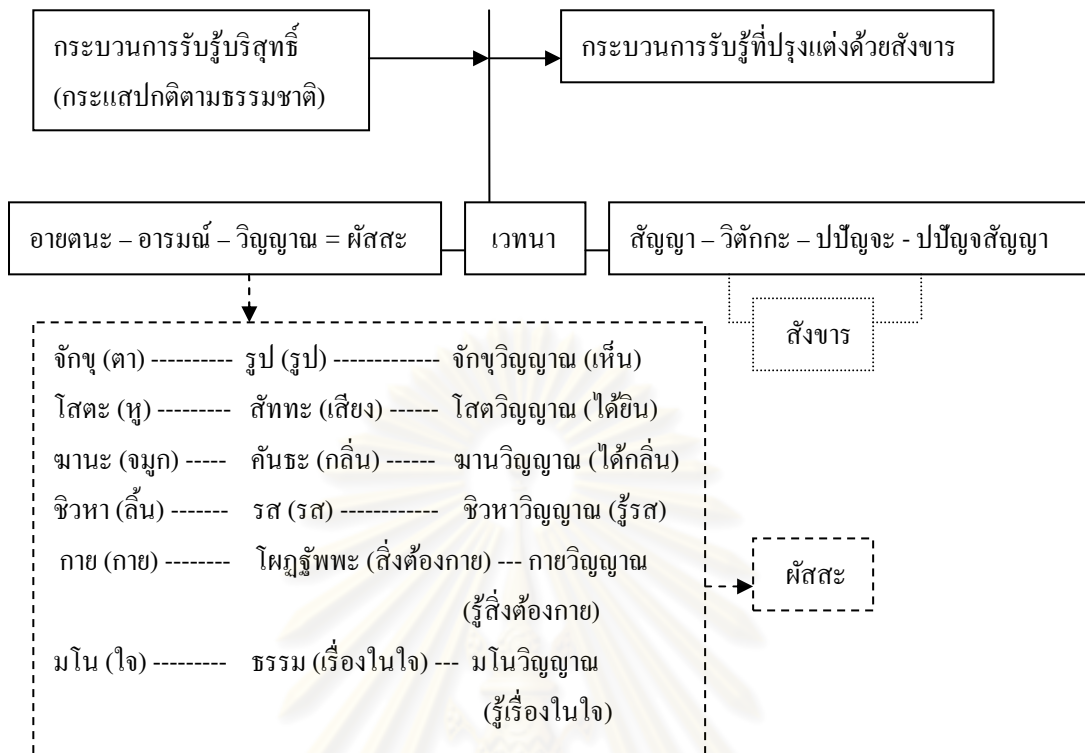 กระบวนการรับรู้บริสุทธิ์
(กระแสปกติตามธรรมชาติ)
กระบวนการรับรู้ที่ปรุงแต่งด้วยสังขาร
อายตนะ – อารมณ์ – วิญญาณ = ผัสสะ
เวทนา
สัญญา – วิตักกะ – ปปัญจะ - ปปัญจสัญญา
สังขาร
จักขุ (ตา) ---------- รูป (รูป) ------------- จักขุวิญญาณ (เห็น)
โสตะ (หู) --------- สัททะ (เสียง) ------ โสตวิญญาณ (ได้ยิน)
ฆานะ (จมูก) ----- คันธะ (กลิ่น) ------ ฆานวิญญาณ (ได้กลิ่น)
ชิวหา (ลิ้น) ------- รส (รส) ------------ ชิวหาวิญญาณ (รู้รส)
กาย (กาย) --------- โผฏฐัพพะ (สิ่งต้องกาย) --- กายวิญญาณ
(รู้สิ่งต้องกาย)
มโน (ใจ) --------- ธรรม (เรื่องในใจ) --- มโนวิญญาณ
(รู้เรื่องในใจ)
ผัสสะ